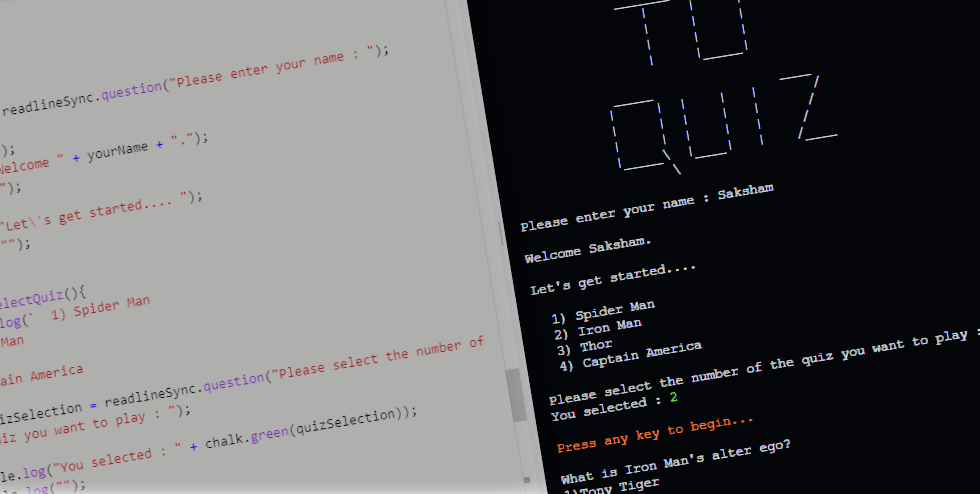 readlineSync.question("Please enter your name : ");
);
Welcome " + yourName + ".");
");
"Let\'s get started.... ");
"");
electQuiz(){
log(`  1) Spider Man
Man
ain America
izSelection = readlineSync.question("Please select the number of
iz you want to play : ");
le.log("You selected : " + chalk.green(quizSelection));
log("");
TO
QUIZ
Please enter your name : Saksham
Welcome Saksham.
Let's get started....
1) Spider Man
2) Iron Man
3) Thor
4) Captain America
Please select the number of the quiz you want to play :
You selected : 2
Press any key to begin...
What is Iron Man's alter ego?
1)Tony Tiger